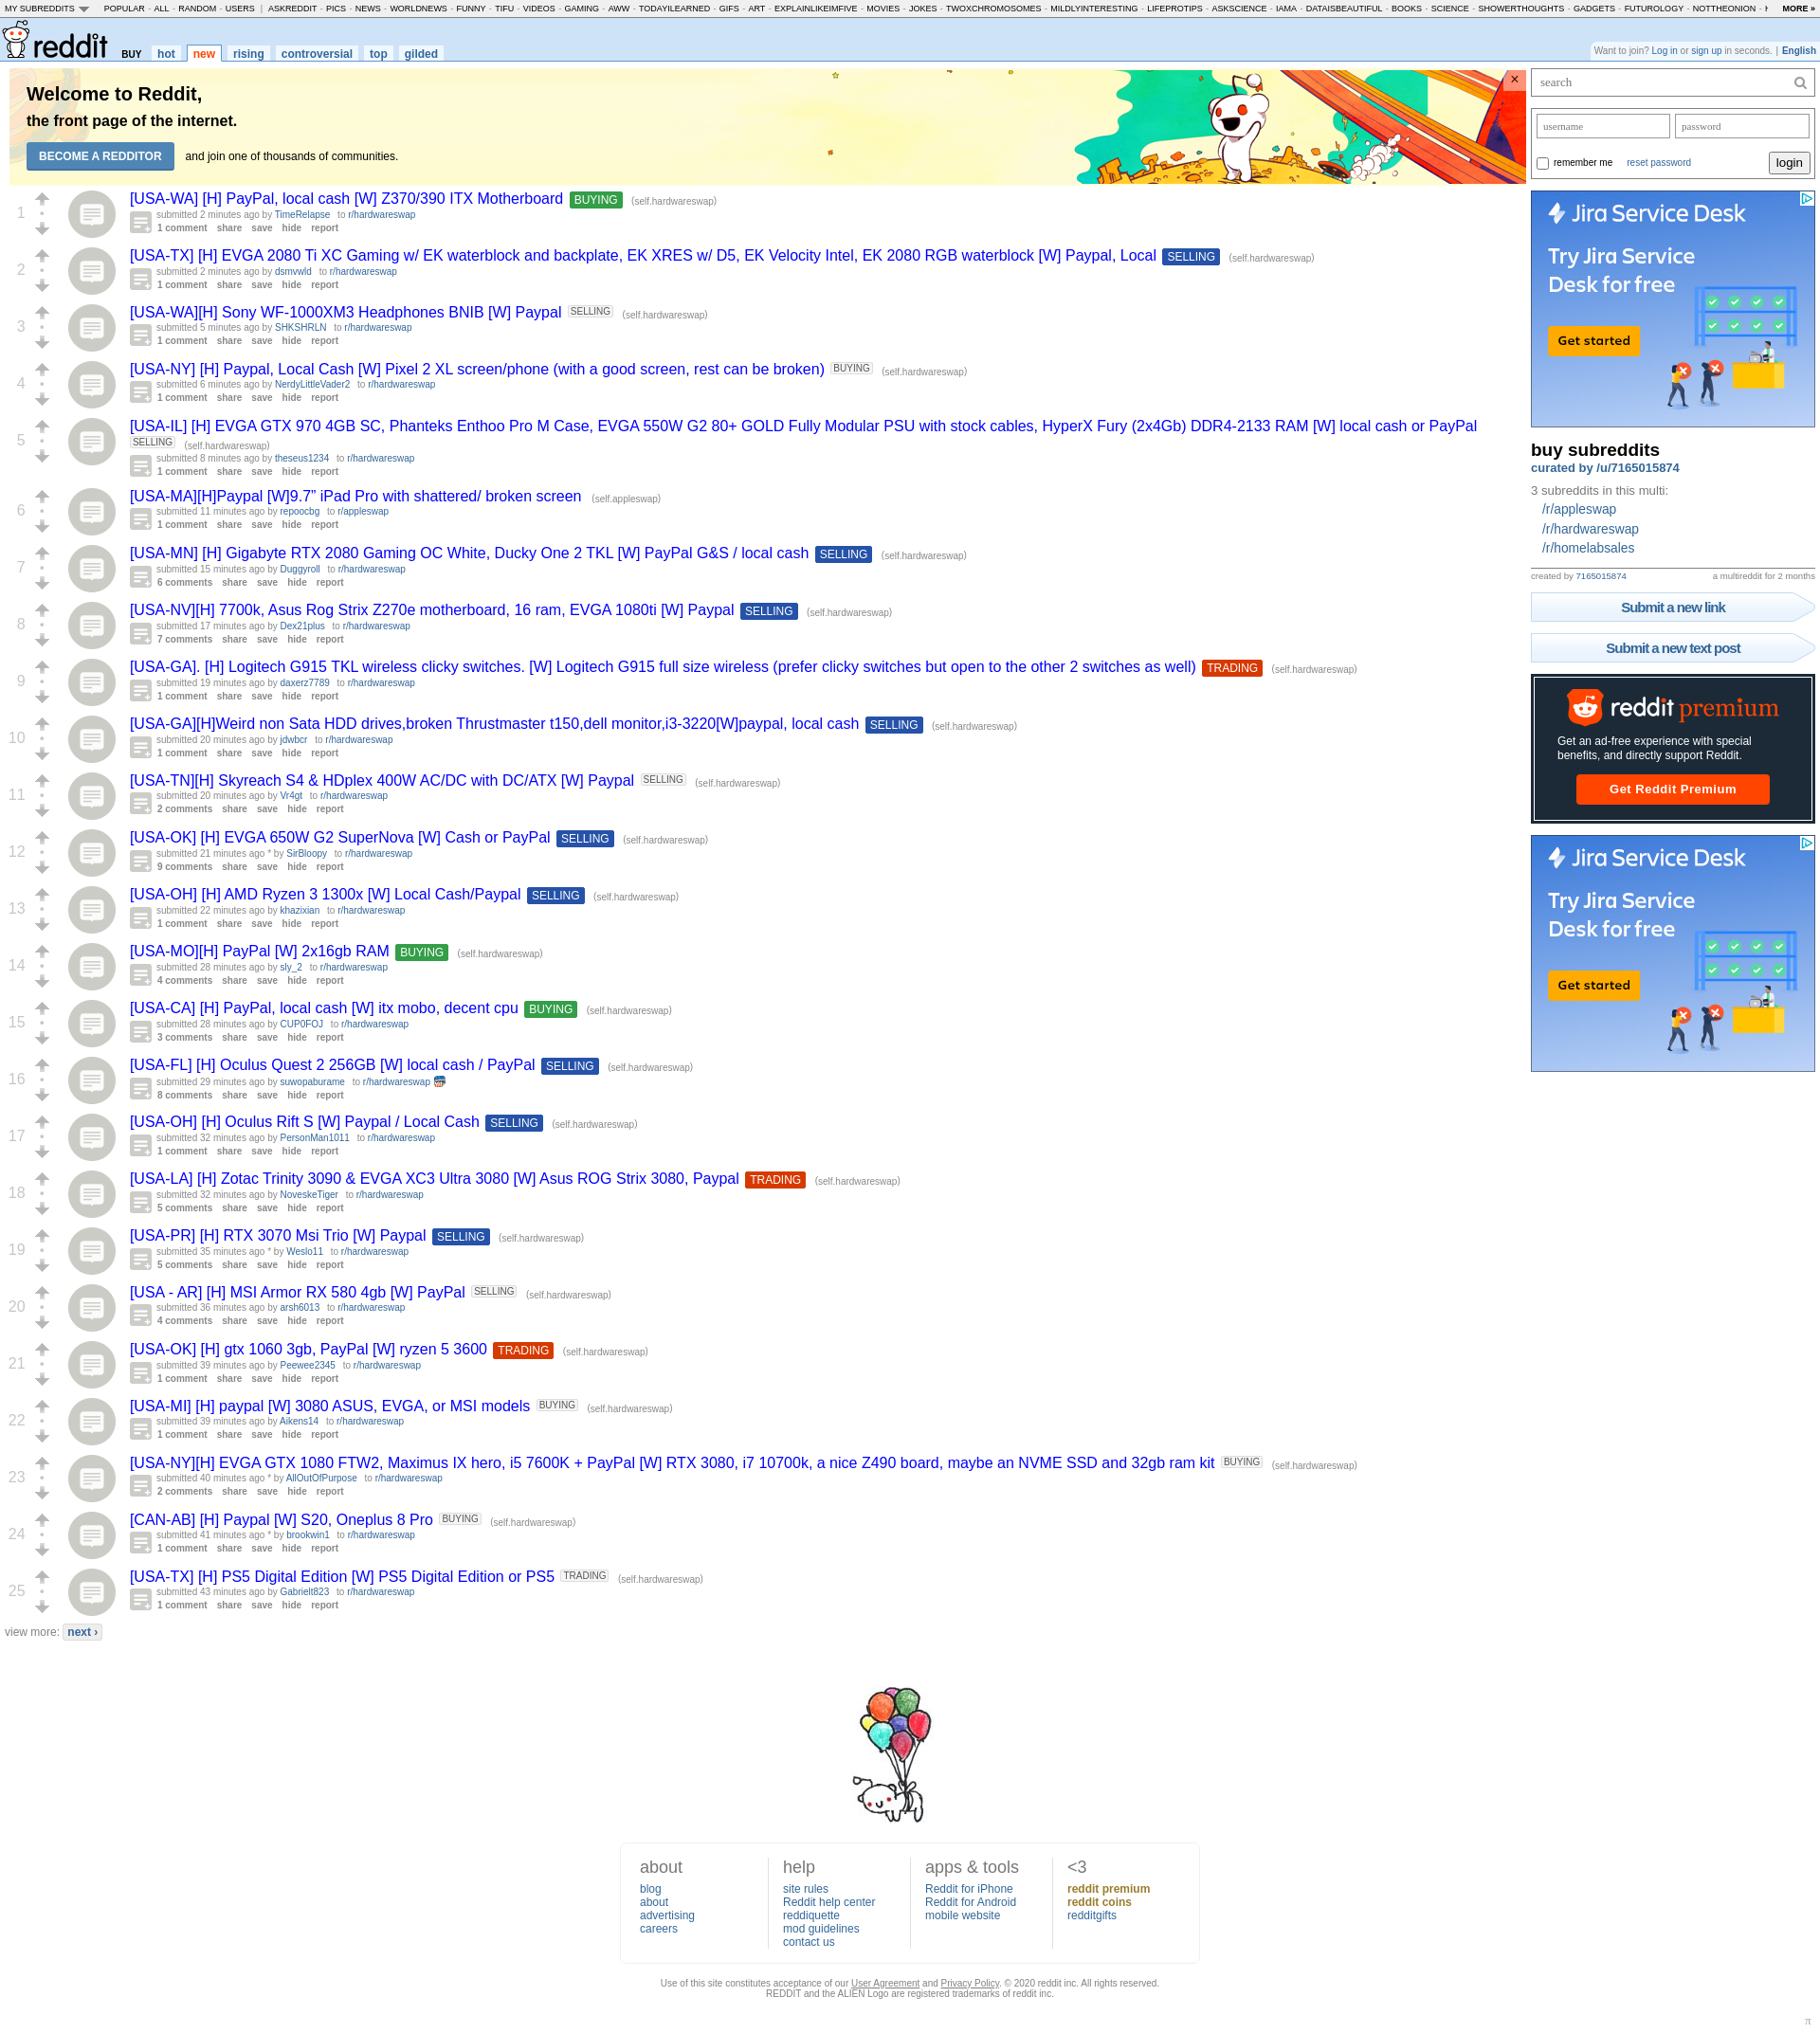 MY SUBREDDITS POPULAR - ALL - RANDOM - USERS | ASKREDDIT - PICS - NEWS - WORLDNEWS - FUNNY - TIFU - VIDEOS - GAMING - AWW - TODAYILEARNED - GIFS - ART - EXPLAINLIKEIMFIVE - MOVIES - JOKES - TWOXCHROMOSOMES - MILDLYINTERESTING - LIFEPROTIPS - ASKSCIENCE - IAMA - DATAISBEAUTIFUL - BOOKS - SCIENCE - SHOWERTHOUGHTS - GADGETS - FUTUROLOGY - NOTTHEONION - MORE »
reddit BUY hot new rising controversial top gilded
Want to join? Log in or sign up in seconds. | English
Welcome to Reddit,
the front page of the internet.
BECOME A REDDITOR and join one of thousands of communities.
×
1
[USA-WA] [H] PayPal, local cash [W] Z370/390 ITX Motherboard BUYING (self.hardwareswap)
submitted 2 minutes ago by TimeRelapse to r/hardwareswap
1 comment share save hide report
2
[USA-TX] [H] EVGA 2080 Ti XC Gaming w/ EK waterblock and backplate, EK XRES w/ D5, EK Velocity Intel, EK 2080 RGB waterblock [W] Paypal, Local SELLING (self.hardwareswap)
submitted 2 minutes ago by dsmvwld to r/hardwareswap
1 comment share save hide report
3
[USA-WA][H] Sony WF-1000XM3 Headphones BNIB [W] Paypal SELLING (self.hardwareswap)
submitted 5 minutes ago by SHKSHRLN to r/hardwareswap
1 comment share save hide report
4
[USA-NY] [H] Paypal, Local Cash [W] Pixel 2 XL screen/phone (with a good screen, rest can be broken) BUYING (self.hardwareswap)
submitted 6 minutes ago by NerdyLittleVader2 to r/hardwareswap
1 comment share save hide report
5
[USA-IL] [H] EVGA GTX 970 4GB SC, Phanteks Enthoo Pro M Case, EVGA 550W G2 80+ GOLD Fully Modular PSU with stock cables, HyperX Fury (2x4Gb) DDR4-2133 RAM [W] local cash or PayPal
SELLING (self.hardwareswap)
submitted 8 minutes ago by theseus1234 to r/hardwareswap
1 comment share save hide report
6
[USA-MA][H]Paypal [W]9.7” iPad Pro with shattered/ broken screen (self.appleswap)
submitted 11 minutes ago by repoocbg to r/appleswap
1 comment share save hide report
7
[USA-MN] [H] Gigabyte RTX 2080 Gaming OC White, Ducky One 2 TKL [W] PayPal G&S / local cash SELLING (self.hardwareswap)
submitted 15 minutes ago by Duggyroll to r/hardwareswap
6 comments share save hide report
8
[USA-NV][H] 7700k, Asus Rog Strix Z270e motherboard, 16 ram, EVGA 1080ti [W] Paypal SELLING (self.hardwareswap)
submitted 17 minutes ago by Dex21plus to r/hardwareswap
7 comments share save hide report
9
[USA-GA]. [H] Logitech G915 TKL wireless clicky switches. [W] Logitech G915 full size wireless (prefer clicky switches but open to the other 2 switches as well) TRADING (self.hardwareswap)
submitted 19 minutes ago by daxerz7789 to r/hardwareswap
1 comment share save hide report
10
[USA-GA][H]Weird non Sata HDD drives,broken Thrustmaster t150,dell monitor,i3-3220[W]paypal, local cash SELLING (self.hardwareswap)
submitted 20 minutes ago by jdwbcr to r/hardwareswap
1 comment share save hide report
11
[USA-TN][H] Skyreach S4 & HDplex 400W AC/DC with DC/ATX [W] Paypal SELLING (self.hardwareswap)
submitted 20 minutes ago by Vr4gt to r/hardwareswap
2 comments share save hide report
12
[USA-OK] [H] EVGA 650W G2 SuperNova [W] Cash or PayPal SELLING (self.hardwareswap)
submitted 21 minutes ago * by SirBloopy to r/hardwareswap
9 comments share save hide report
13
[USA-OH] [H] AMD Ryzen 3 1300x [W] Local Cash/Paypal SELLING (self.hardwareswap)
submitted 22 minutes ago by khazixian to r/hardwareswap
1 comment share save hide report
14
[USA-MO][H] PayPal [W] 2x16gb RAM BUYING (self.hardwareswap)
submitted 28 minutes ago by sly_2 to r/hardwareswap
4 comments share save hide report
15
[USA-CA] [H] PayPal, local cash [W] itx mobo, decent cpu BUYING (self.hardwareswap)
submitted 28 minutes ago by CUP0FOJ to r/hardwareswap
3 comments share save hide report
16
[USA-FL] [H] Oculus Quest 2 256GB [W] local cash / PayPal SELLING (self.hardwareswap)
submitted 29 minutes ago by suwopaburame to r/hardwareswap
8 comments share save hide report
17
[USA-OH] [H] Oculus Rift S [W] Paypal / Local Cash SELLING (self.hardwareswap)
submitted 32 minutes ago by PersonMan1011 to r/hardwareswap
1 comment share save hide report
18
[USA-LA] [H] Zotac Trinity 3090 & EVGA XC3 Ultra 3080 [W] Asus ROG Strix 3080, Paypal TRADING (self.hardwareswap)
submitted 32 minutes ago by NoveskeTiger to r/hardwareswap
5 comments share save hide report
19
[USA-PR] [H] RTX 3070 Msi Trio [W] Paypal SELLING (self.hardwareswap)
submitted 35 minutes ago * by Weslo11 to r/hardwareswap
5 comments share save hide report
20
[USA - AR] [H] MSI Armor RX 580 4gb [W] PayPal SELLING (self.hardwareswap)
submitted 36 minutes ago by arsh6013 to r/hardwareswap
4 comments share save hide report
21
[USA-OK] [H] gtx 1060 3gb, PayPal [W] ryzen 5 3600 TRADING (self.hardwareswap)
submitted 39 minutes ago by Peewee2345 to r/hardwareswap
1 comment share save hide report
22
[USA-MI] [H] paypal [W] 3080 ASUS, EVGA, or MSI models BUYING (self.hardwareswap)
submitted 39 minutes ago by Aikens14 to r/hardwareswap
1 comment share save hide report
23
[USA-NY][H] EVGA GTX 1080 FTW2, Maximus IX hero, i5 7600K + PayPal [W] RTX 3080, i7 10700k, a nice Z490 board, maybe an NVME SSD and 32gb ram kit BUYING (self.hardwareswap)
submitted 40 minutes ago * by AllOutOfPurpose to r/hardwareswap
2 comments share save hide report
24
[CAN-AB] [H] Paypal [W] S20, Oneplus 8 Pro BUYING (self.hardwareswap)
submitted 41 minutes ago * by brookwin1 to r/hardwareswap
1 comment share save hide report
25
[USA-TX] [H] PS5 Digital Edition [W] PS5 Digital Edition or PS5 TRADING (self.hardwareswap)
submitted 43 minutes ago by Gabrielt823 to r/hardwareswap
1 comment share save hide report
view more: next ›
search
username password
remember me reset password login
Jira Service Desk
Try Jira Service
Desk for free
Get started
buy subreddits
curated by /u/7165015874
3 subreddits in this multi:
/r/appleswap
/r/hardwareswap
/r/homelabsales
created by 7165015874 a multireddit for 2 months
Submit a new link
Submit a new text post
reddit premium
Get an ad-free experience with special
benefits, and directly support Reddit.
Get Reddit Premium
Jira Service Desk
Try Jira Service
Desk for free
Get started
about
blog
about
advertising
careers
help
site rules
Reddit help center
reddiquette
mod guidelines
contact us
apps & tools
Reddit for iPhone
Reddit for Android
mobile website
<3
reddit premium
reddit coins
redditgifts
Use of this site constitutes acceptance of our User Agreement and Privacy Policy. © 2020 reddit inc. All rights reserved.
REDDIT and the ALIEN Logo are registered trademarks of reddit inc.
π